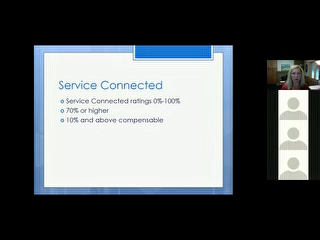 Service Connected
Service Connected ratings 0%-100%
70% or higher
10% and above compensable